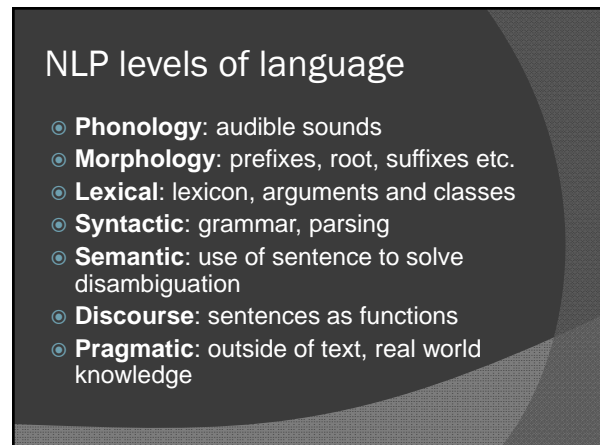 NLP levels of language
Phonology: audible sounds
Morphology: prefixes, root, suffixes etc.
Lexical: lexicon, arguments and classes
Syntactic: grammar, parsing
Semantic: use of sentence to solve
disambiguation
Discourse: sentences as functions
Pragmatic: outside of text, real world
knowledge